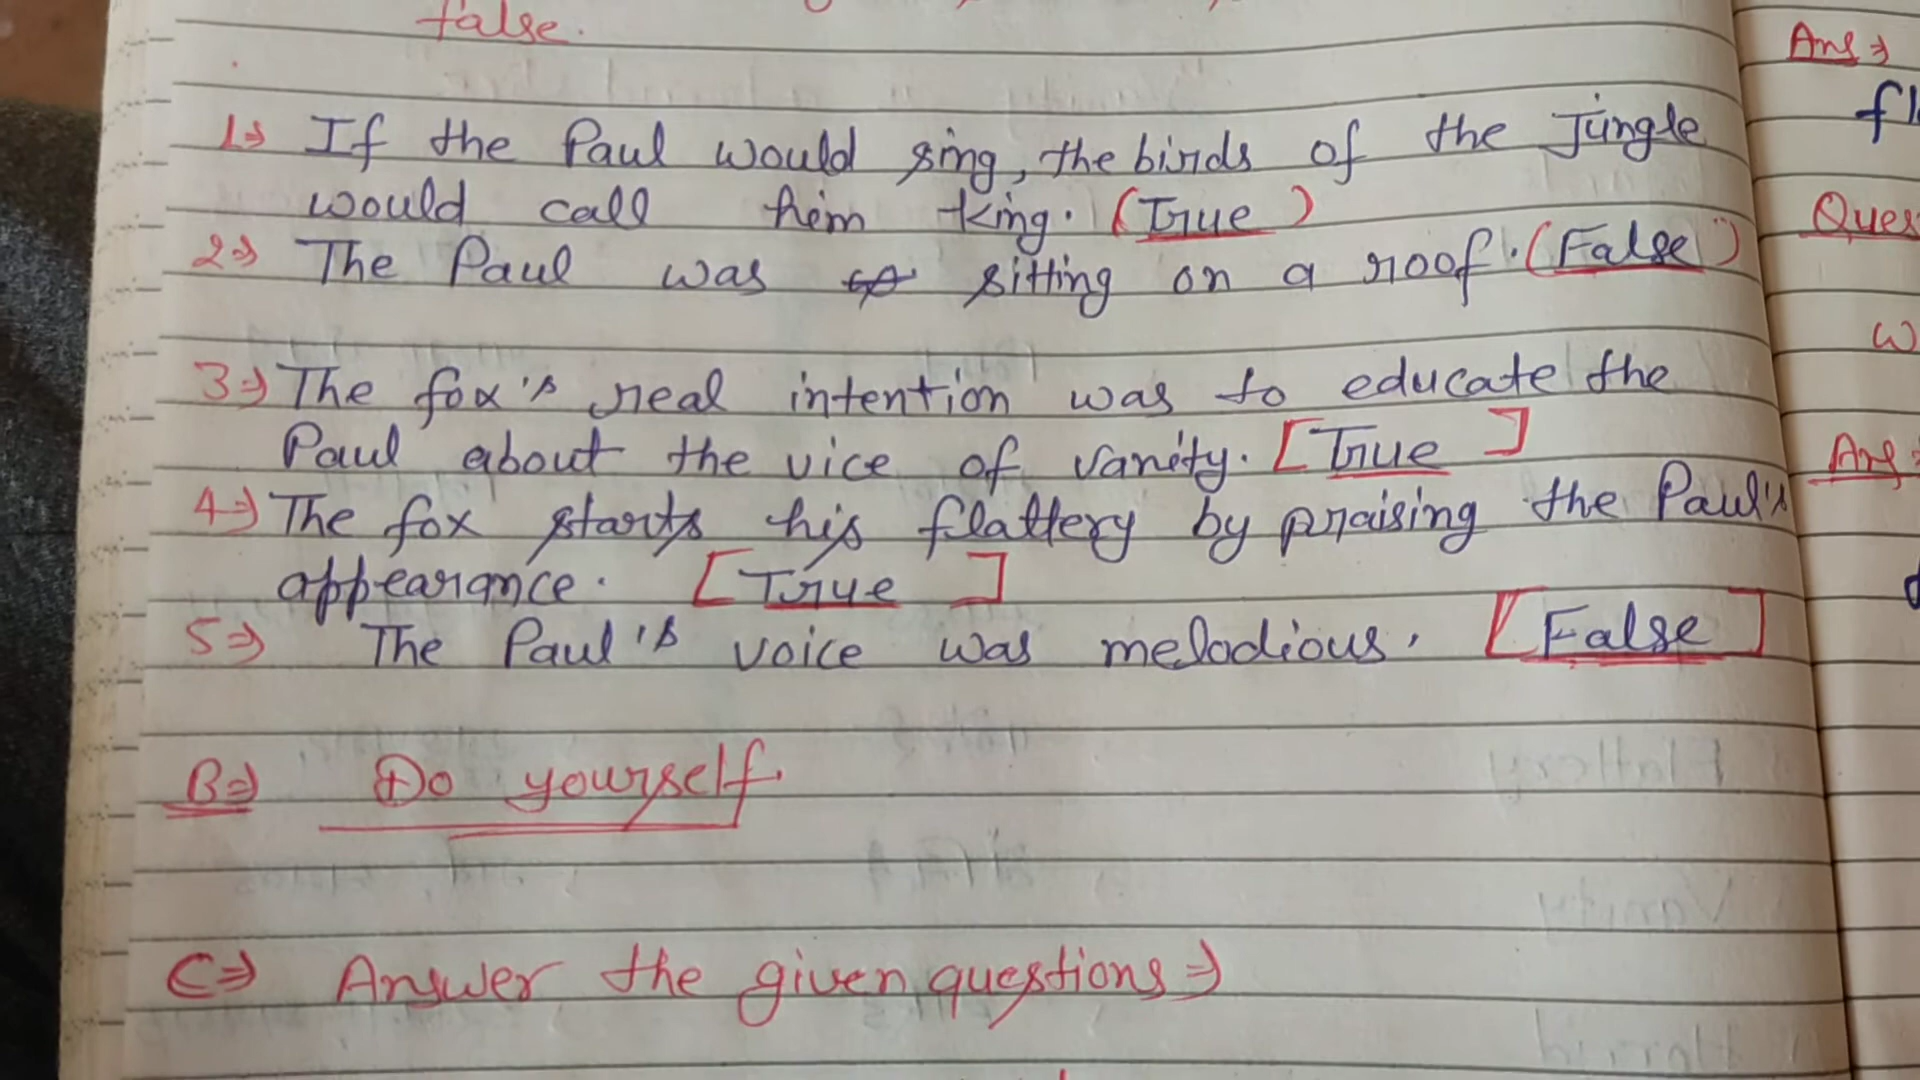 false.
1⇒ If the Paul would sing, the birds of the Jungle
would call him king. (True)
2⇒ The Paul was sitting on a roof. (False)
3⇒ The fox's real intention was to educate the
Paul about the vice of vanity. [True]
4⇒ The fox starts his flattery by praising the Paul's
appearance. [True]
5⇒ The Paul's voice was melodious. [False]
B⇒ Do yourself.
C⇒ Answer the given questions ⇒
Ans ⇒